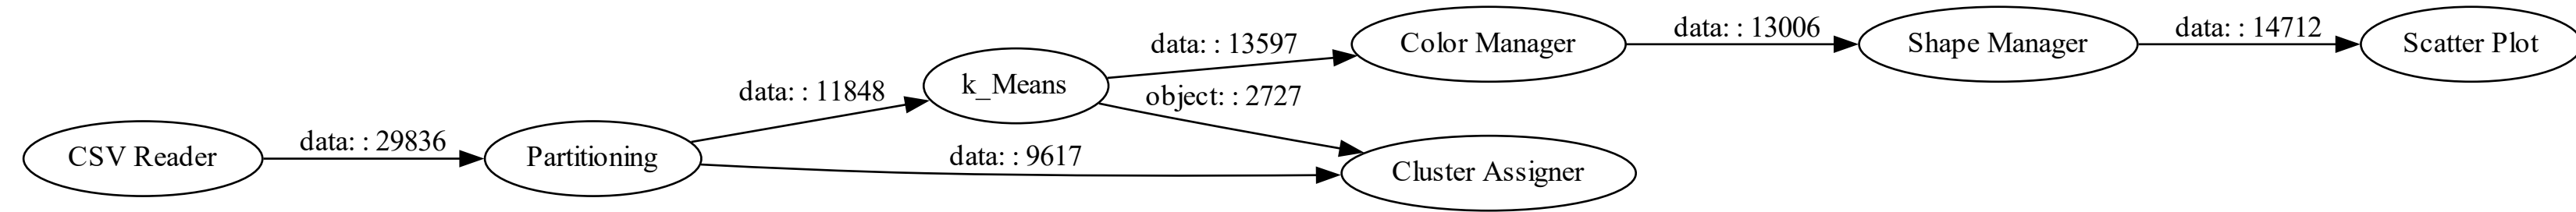 CSV Reader
data: : 29836
Partitioning
data: : 11848
data: : 9617
k_Means
data: : 13597
object: : 2727
Color Manager
Cluster Assigner
data: : 13006
Shape Manager
data: : 14712
Scatter Plot